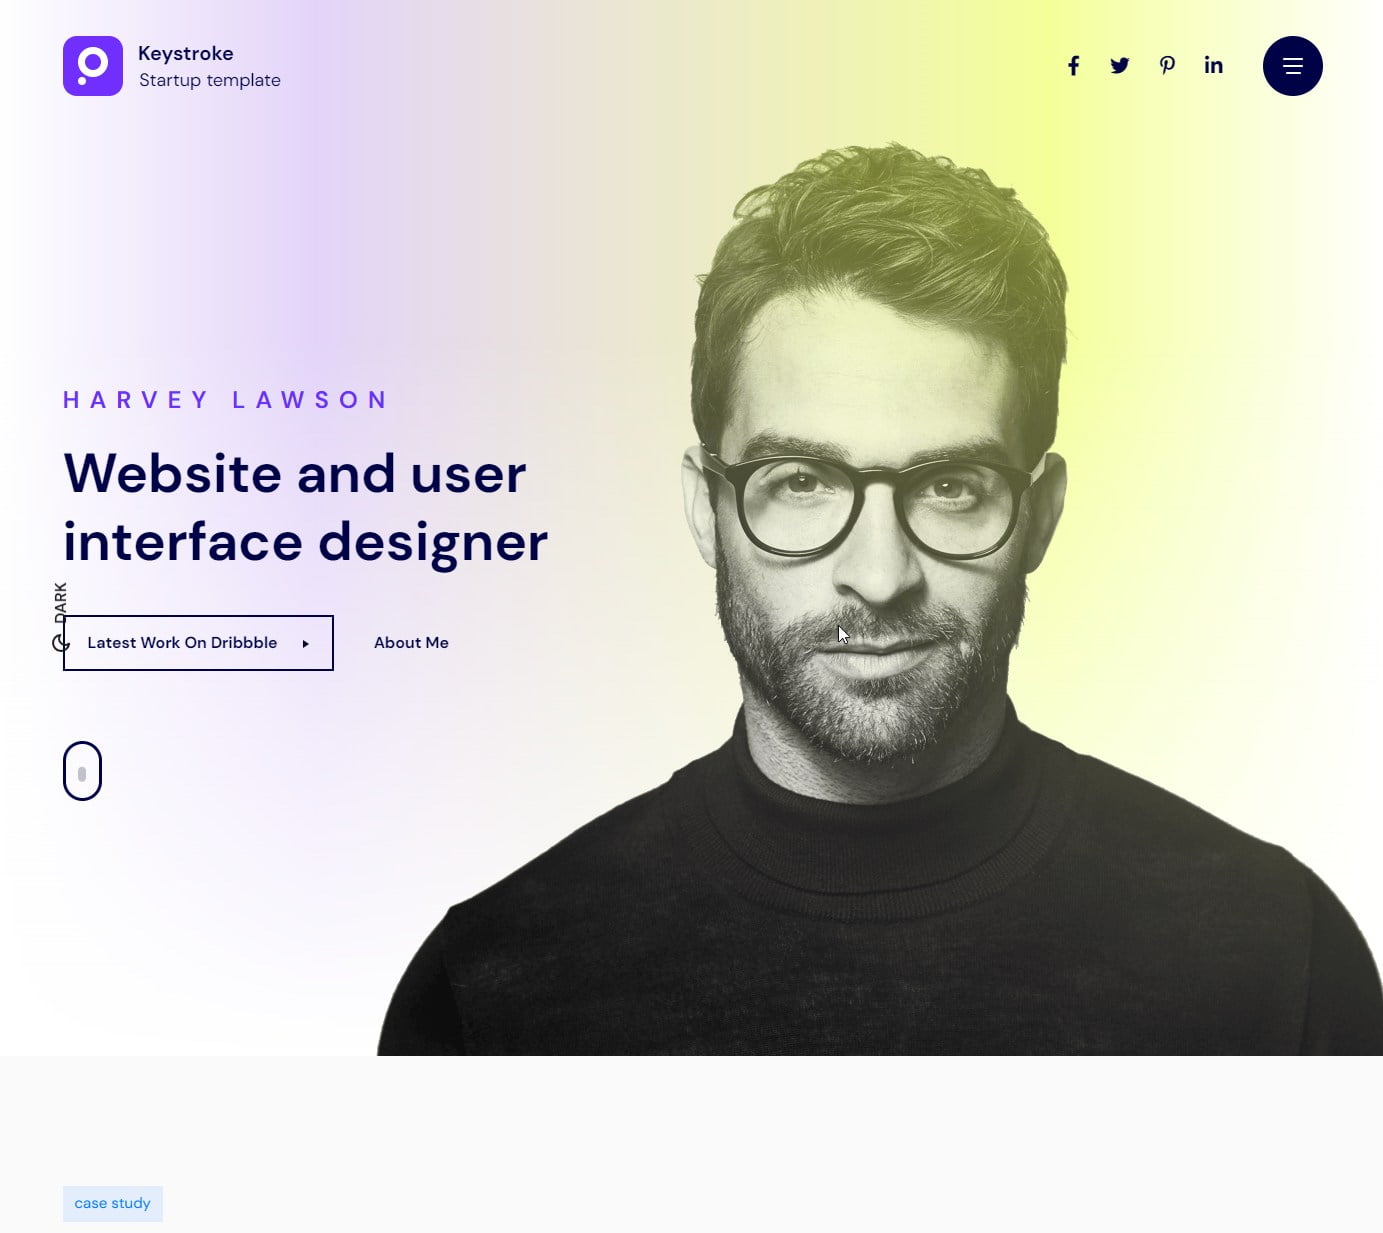 Keystroke
Startup template
HARVEY LAWSON
Website and user
interface designer
DARK
Latest Work On Dribbble
About Me
case study